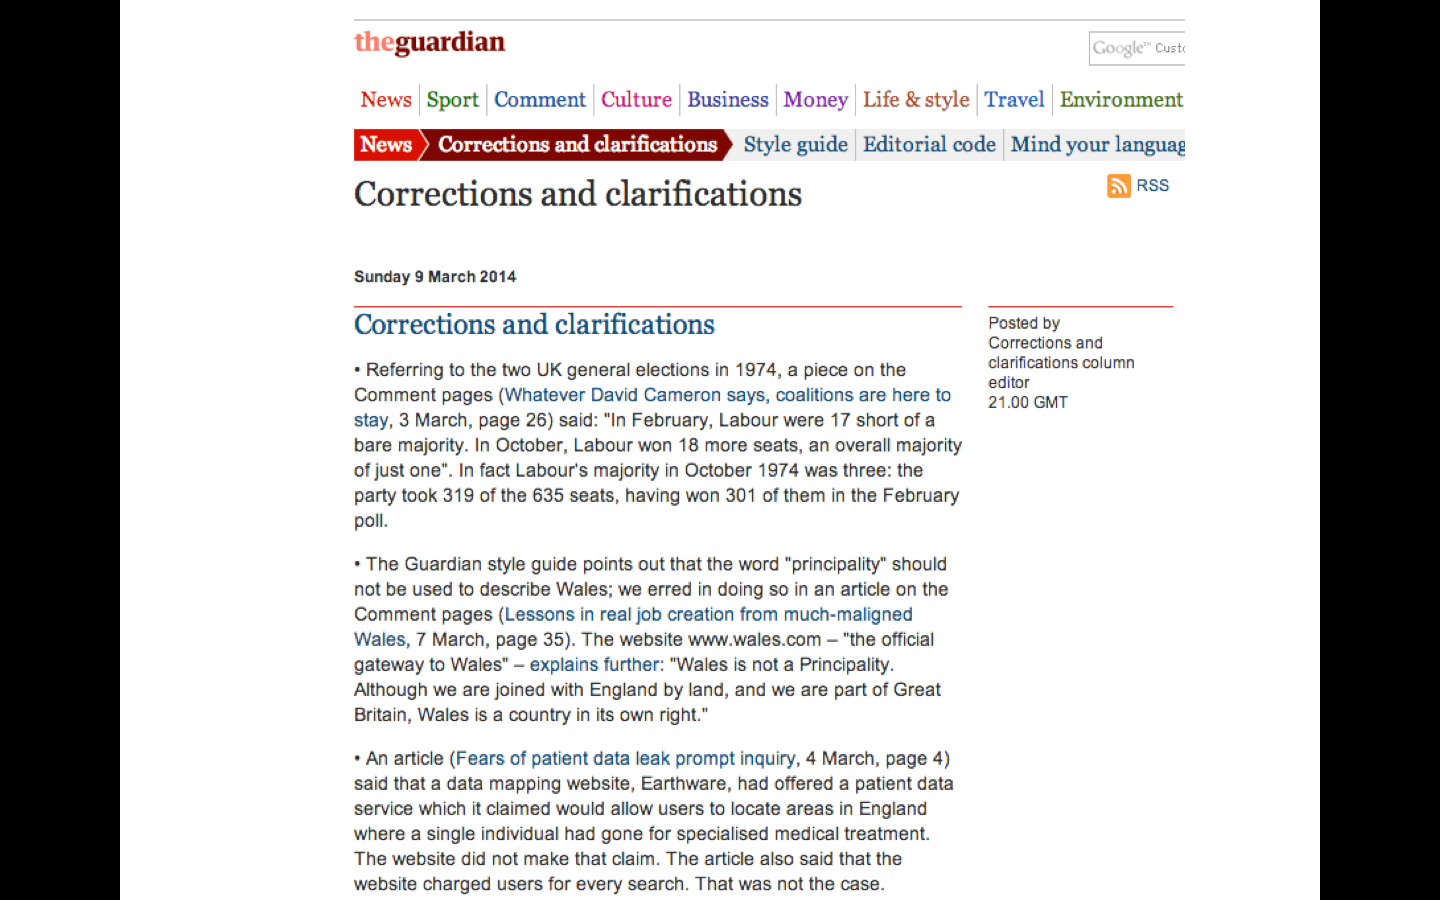 theguardian
Google™ Custo
News Sport Comment Culture Business Money Life & style Travel Environment
News Corrections and clarifications Style guide Editorial code Mind your languag
Corrections and clarifications
RSS
Sunday 9 March 2014
Corrections and clarifications
• Referring to the two UK general elections in 1974, a piece on the
Comment pages (Whatever David Cameron says, coalitions are here to
stay, 3 March, page 26) said: "In February, Labour were 17 short of a
bare majority. In October, Labour won 18 more seats, an overall majority
of just one". In fact Labour's majority in October 1974 was three: the
party took 319 of the 635 seats, having won 301 of them in the February
poll.
• The Guardian style guide points out that the word "principality" should
not be used to describe Wales; we erred in doing so in an article on the
Comment pages (Lessons in real job creation from much-maligned
Wales, 7 March, page 35). The website www.wales.com – "the official
gateway to Wales" – explains further: "Wales is not a Principality.
Although we are joined with England by land, and we are part of Great
Britain, Wales is a country in its own right."
• An article (Fears of patient data leak prompt inquiry, 4 March, page 4)
said that a data mapping website, Earthware, had offered a patient data
service which it claimed would allow users to locate areas in England
where a single individual had gone for specialised medical treatment.
The website did not make that claim. The article also said that the
website charged users for every search. That was not the case.
Posted by
Corrections and
clarifications column
editor
21.00 GMT